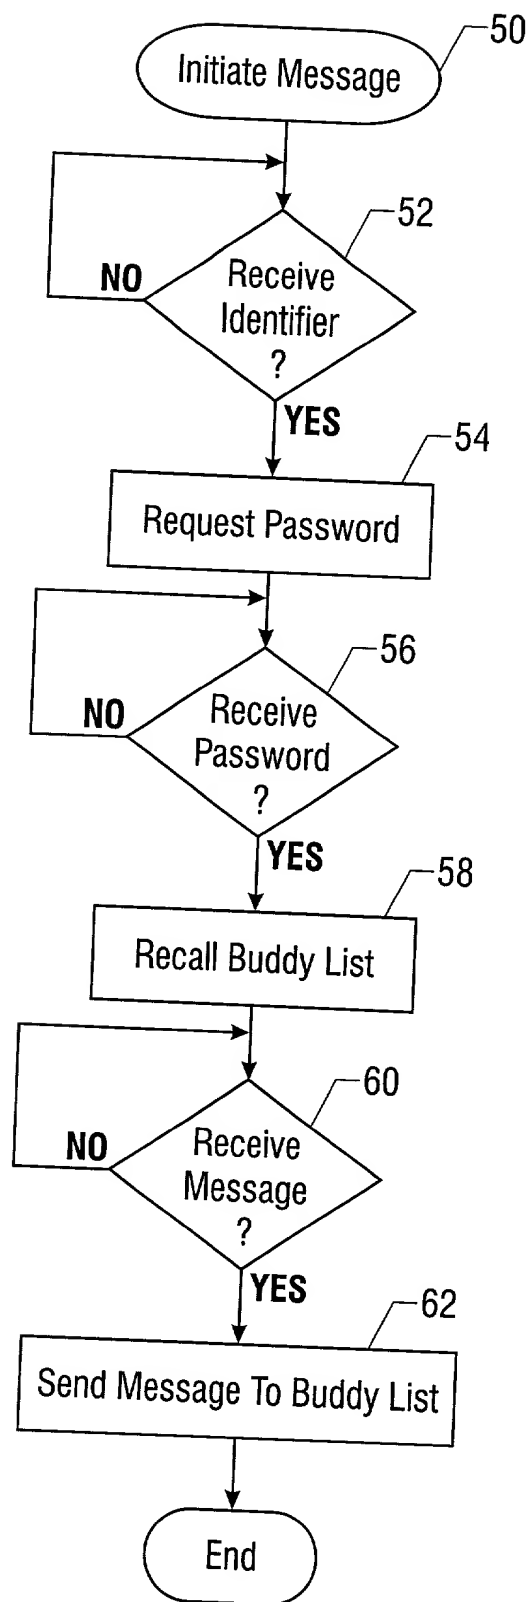 50
Initiate Message
52
Receive
Identifier
?
NO
YES
54
Request Password
56
Receive
Password
?
NO
YES
58
Recall Buddy List
60
Receive
Message
?
NO
YES
62
Send Message To Buddy List
End